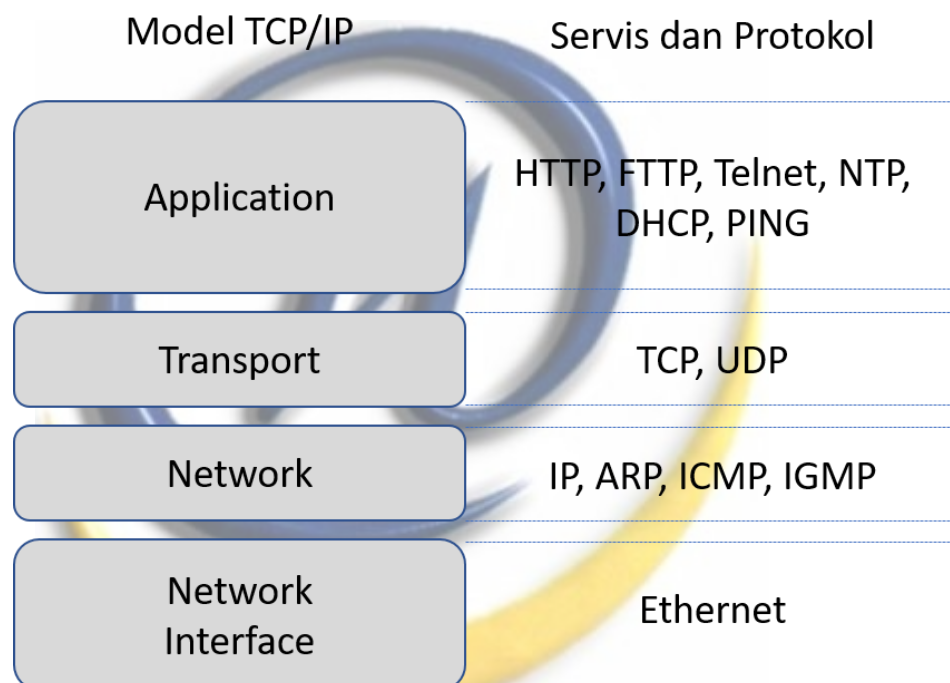 Model TCP/IP
Servis dan Protokol
Application
HTTP, FTTP, Telnet, NTP,
DHCP, PING
Transport
TCP, UDP
Network
IP, ARP, ICMP, IGMP
Network
Interface
Ethernet